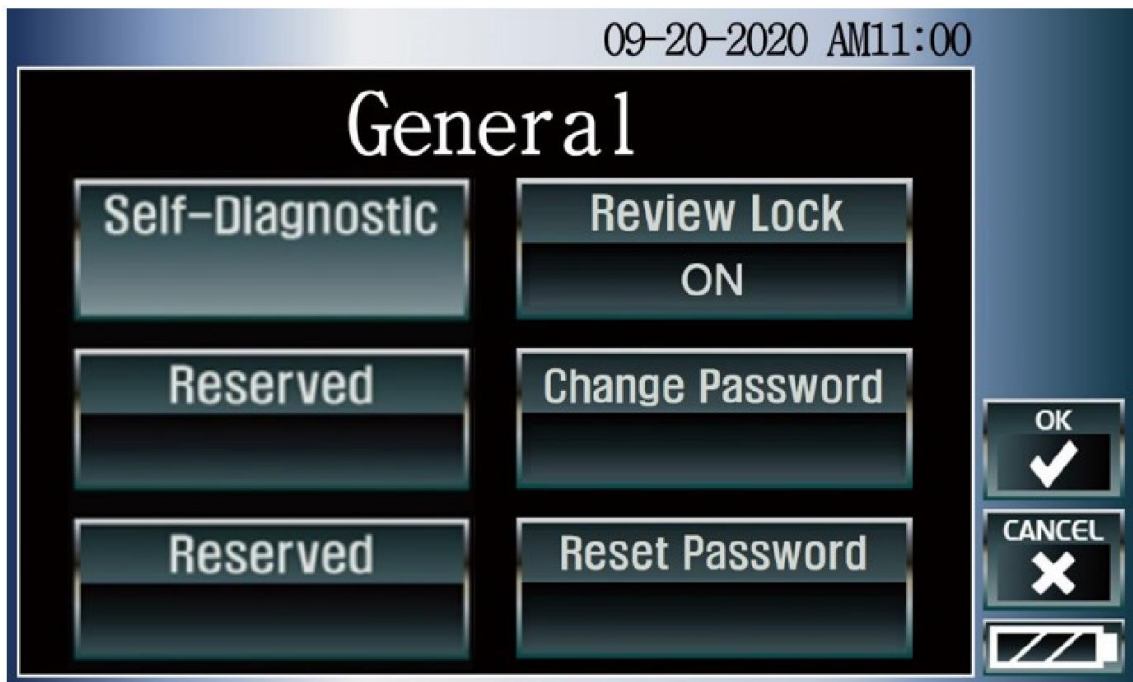 09-20-2020 AM11:00
General
Self-Diagnostic
Review Lock
ON
Reserved
Change Password
Reserved
Reset Password
OK
CANCEL